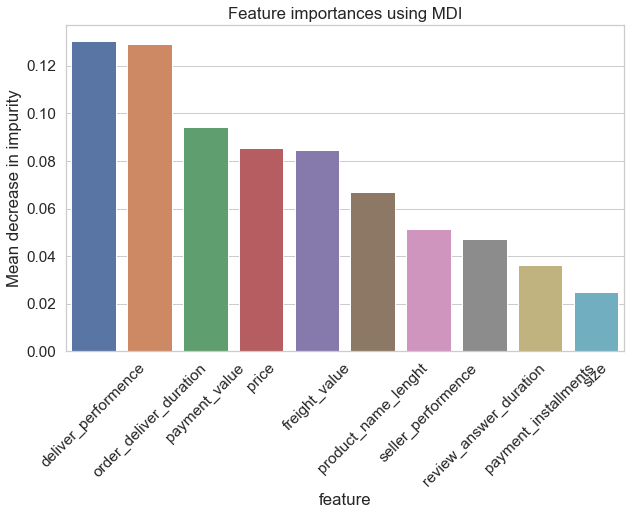 Feature importances using MDI
Mean decrease in impurity
0.12
0.10
0.08
0.06
0.04
0.02
0.00
deliver_performence
order_deliver_duration
payment_value
price
freight_value
product_name_lenght
seller_performence
review_answer_duration
payment_installments
size
feature